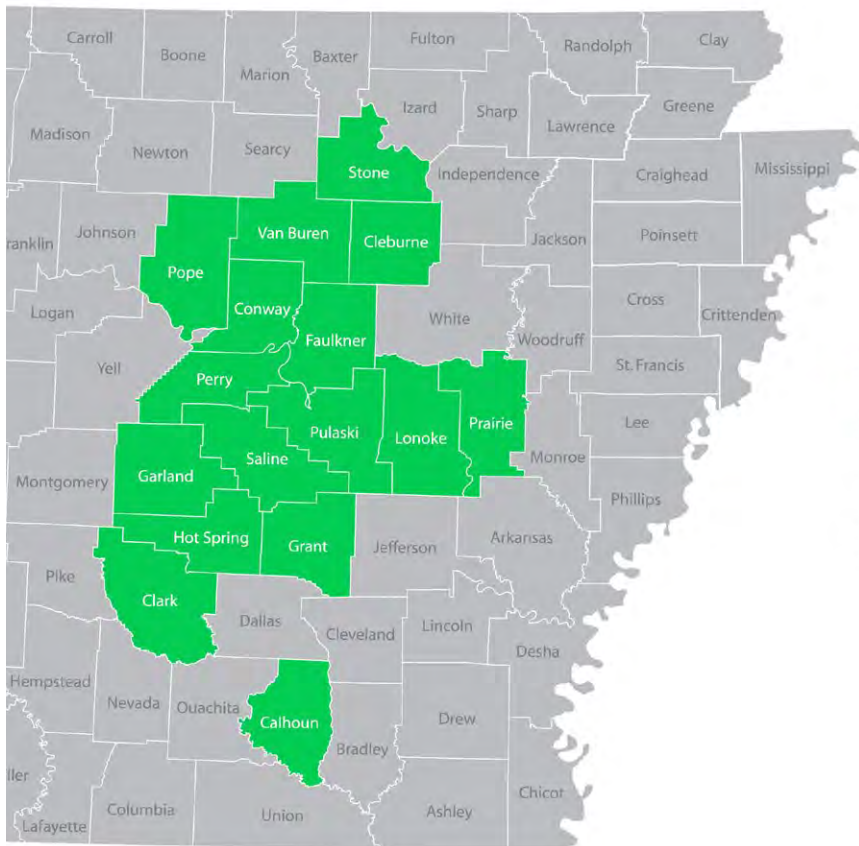 Carroll
Boone
Marion
Baxter
Fulton
Randolph
Clay
Izard
Sharp
Greene
Lawrence
Madison
Newton
Searcy
Stone
Independence
Craighead
Mississippi
Johnson
ranklin
Van Buren
Cleburne
Jackson
Poinsett
Pope
Logan
Conway
White
Cross
Crittenden
Faulkner
Woodruff
Yell
St. Francis
Perry
Prairie
Pulaski
Lonoke
Lee
Saline
Garland
Monroe
Montgomery
Phillips
Hot Spring
Grant
Jefferson
Arkansas
Pike
Clark
Dallas
Cleveland
Lincoln
Desha
Hempstead
Nevada
Ouachita
Calhoun
Drew
Bradley
ller
Chicot
Columbia
Union
Ashley
Lafayette